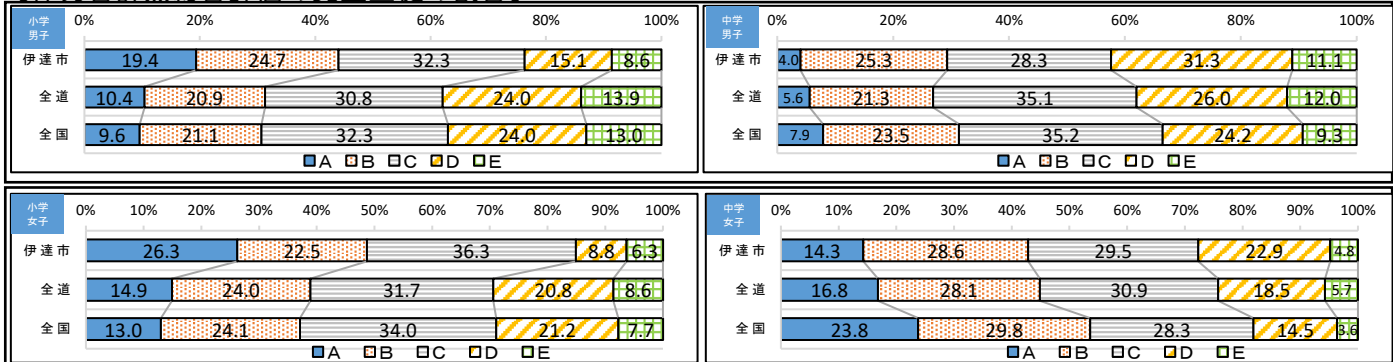 小学 0% 20% 40% 60% 80% 100%
男子
伊達市 19.4 24.7 32.3 15.1 8.6
全道 10.4 20.9 30.8 24.0 13.9
全国 9.6 21.1 32.3 24.0 13.0
A B C D E
中学 0% 20% 40% 60% 80% 100%
男子
伊達市 4.0 25.3 28.3 31.3 11.1
全道 5.6 21.3 35.1 26.0 12.0
全国 7.9 23.5 35.2 24.2 9.3
A B C D E
小学 0% 10% 20% 30% 40% 50% 60% 70% 80% 90% 100%
女子
伊達市 26.3 22.5 36.3 8.8 6.3
全道 14.9 24.0 31.7 20.8 8.6
全国 13.0 24.1 34.0 21.2 7.7
A B C D E
中学 0% 10% 20% 30% 40% 50% 60% 70% 80% 90% 100%
女子
伊達市 14.3 28.6 29.5 22.9 4.8
全道 16.8 28.1 30.9 18.5 5.7
全国 23.8 29.8 28.3 14.5 3.6
A B C D E